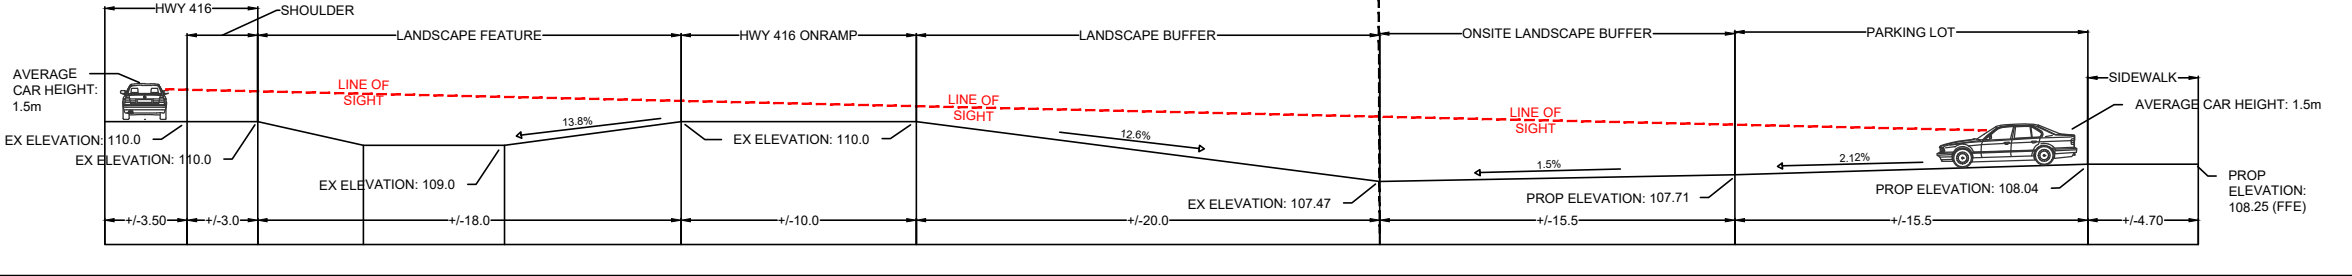 HWY 416
SHOULDER
LANDSCAPE FEATURE
HWY 416 ONRAMP
LANDSCAPE BUFFER
ONSITE LANDSCAPE BUFFER
PARKING LOT
SIDEWALK
AVERAGE
CAR HEIGHT:
1.5m
LINE OF
SIGHT
LINE OF
SIGHT
LINE OF
SIGHT
AVERAGE CAR HEIGHT: 1.5m
13.8%
12.6%
1.5%
2.12%
EX ELEVATION: 110.0
EX ELEVATION: 110.0
EX ELEVATION: 109.0
EX ELEVATION: 110.0
EX ELEVATION: 107.47
PROP ELEVATION: 107.71
PROP ELEVATION: 108.04
PROP
ELEVATION:
108.25 (FFE)
+/-3.50
+/-3.0
+/-18.0
+/-10.0
+/-20.0
+/-15.5
+/-15.5
+/-4.70